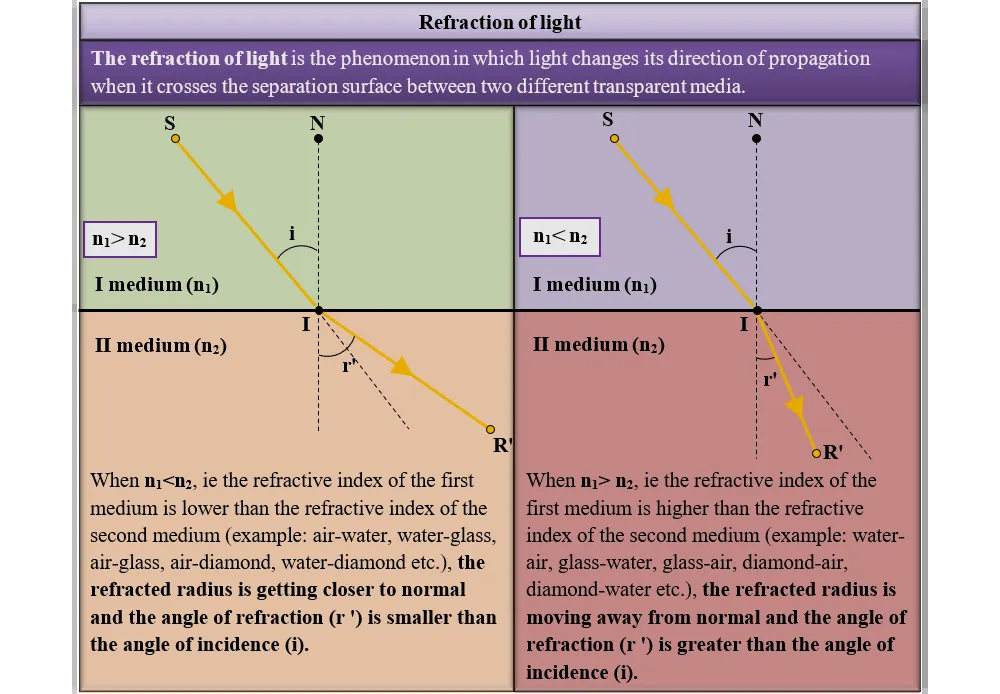 Refraction of light
The refraction of light is the phenomenon in which light changes its direction of propagation
when it crosses the separation surface between two different transparent media.
S
N
n₁> n₂
i
I medium (n₁)
I
II medium (n₂)
r'
R'
When n₁<n₂, ie the refractive index of the first
medium is lower than the refractive index of the
second medium (example: air-water, water-glass,
air-glass, air-diamond, water-diamond etc.), the
refracted radius is getting closer to normal
and the angle of refraction (r ') is smaller than
the angle of incidence (i).
S
N
n₁< n₂
i
I medium (n₁)
I
II medium (n₂)
r'
R'
When n₁> n₂, ie the refractive index of the
first medium is higher than the refractive
index of the second medium (example: water-
air, glass-water, glass-air, diamond-air,
diamond-water etc.), the refracted radius is
moving away from normal and the angle of
refraction (r ') is greater than the angle of
incidence (i).